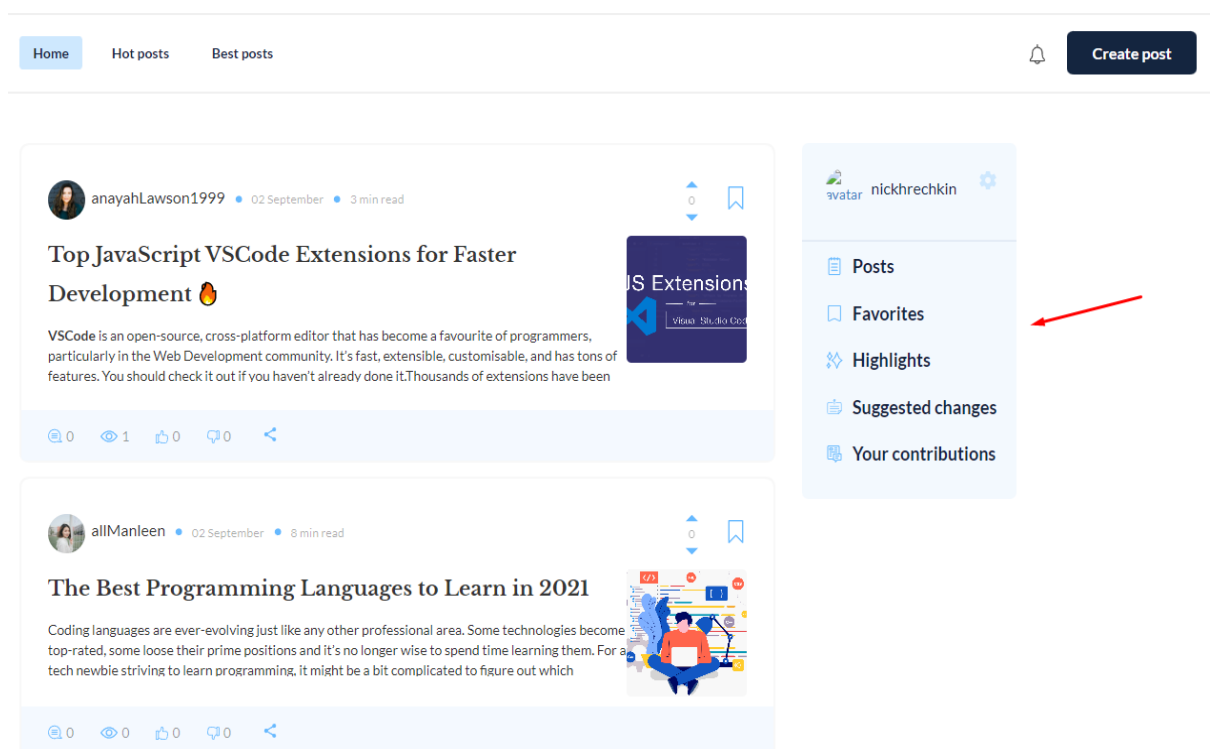 Home
Hot posts
Best posts
Create post
anayahLawson1999 • 02 September • 3 min read
0
Top JavaScript VSCode Extensions for Faster
Development 🔥
VSCode is an open-source, cross-platform editor that has become a favourite of programmers,
particularly in the Web Development community. It's fast, extensible, customisable, and has tons of
features. You should check it out if you haven't already done it.Thousands of extensions have been
JS Extensions
for
Visual Studio Cod
0
1
0
0
allManleen • 02 September • 8 min read
0
The Best Programming Languages to Learn in 2021
Coding languages are ever-evolving just like any other professional area. Some technologies become
top-rated, some loose their prime positions and it's no longer wise to spend time learning them. For a
tech newbie striving to learn programming, it might be a bit complicated to figure out which
0
0
0
0
avatar
nickhrechkin
Posts
Favorites
Highlights
Suggested changes
Your contributions